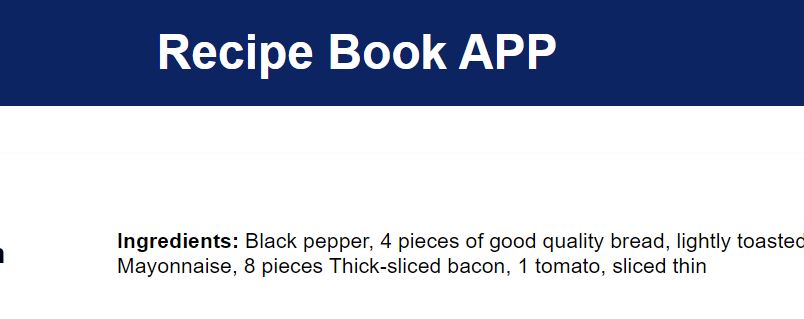 Recipe Book APP
Ingredients: Black pepper, 4 pieces of good quality bread, lightly toasted
Mayonnaise, 8 pieces Thick-sliced bacon, 1 tomato, sliced thin